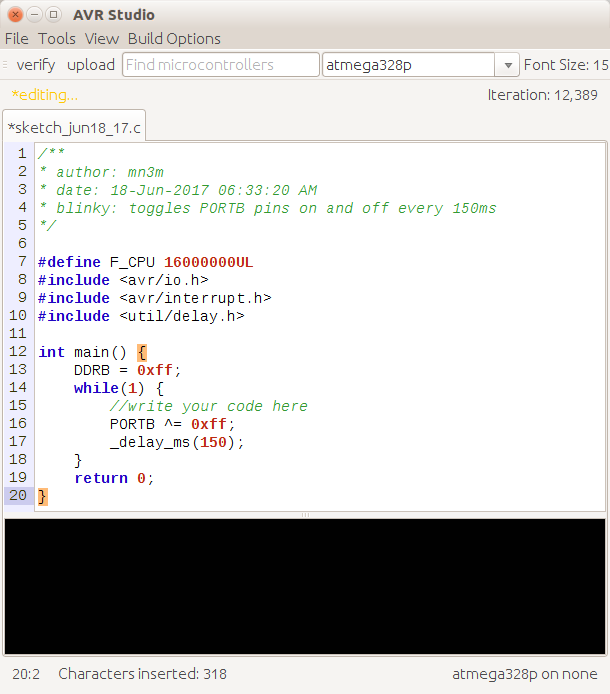 AVR Studio
File Tools View Build Options
verify upload Find microcontrollers atmega328p Font Size: 15
*editing... Iteration: 12,389
*sketch_jun18_17.c
1 /**
2 * author: mn3m
3 * date: 18-Jun-2017 06:33:20 AM
4 * blinky: toggles PORTB pins on and off every 150ms
5 */
6
7 #define F_CPU 16000000UL
8 #include <avr/io.h>
9 #include <avr/interrupt.h>
10 #include <util/delay.h>
11
12 int main() {
13     DDRB = 0xff;
14     while(1) {
15         //write your code here
16         PORTB ^= 0xff;
17         _delay_ms(150);
18     }
19     return 0;
20 }
20:2 Characters inserted: 318 atmega328p on none